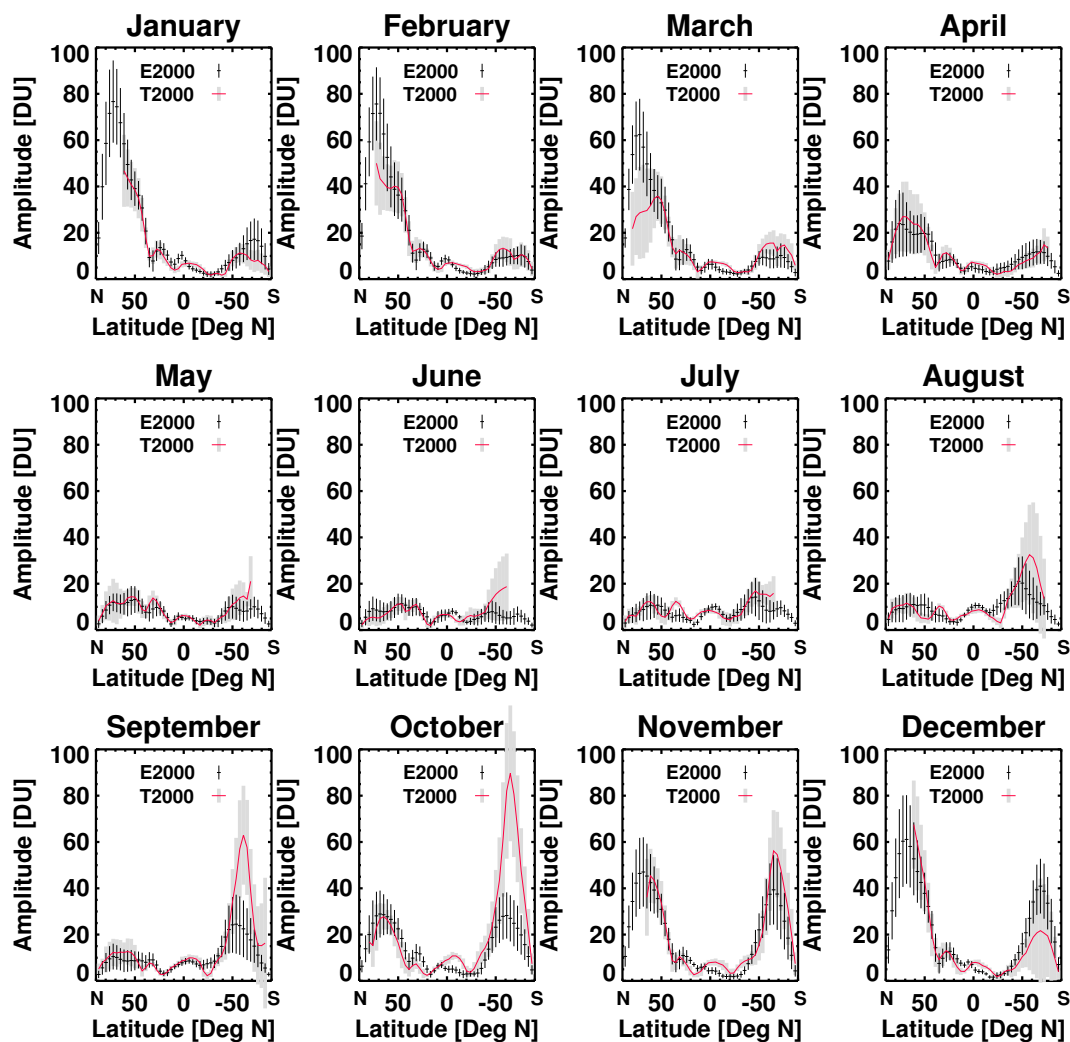 January February March April
100 100 100 100
E2000 E2000 E2000 E2000
80 T2000 80 T2000 80 T2000 80 T2000
60 60 60 60
40 40 40 40
20 20 20 20
0 0 0 0
Amplitude [DU] Amplitude [DU] Amplitude [DU] Amplitude [DU]
N 50 0 -50 S N 50 0 -50 S N 50 0 -50 S N 50 0 -50 S
Latitude [Deg N] Latitude [Deg N] Latitude [Deg N] Latitude [Deg N]
May June July August
100 100 100 100
E2000 E2000 E2000 E2000
80 T2000 80 T2000 80 T2000 80 T2000
60 60 60 60
40 40 40 40
20 20 20 20
0 0 0 0
Amplitude [DU] Amplitude [DU] Amplitude [DU] Amplitude [DU]
N 50 0 -50 S N 50 0 -50 S N 50 0 -50 S N 50 0 -50 S
Latitude [Deg N] Latitude [Deg N] Latitude [Deg N] Latitude [Deg N]
September October November December
100 100 100 100
E2000 E2000 E2000 E2000
80 T2000 80 T2000 80 T2000 80 T2000
60 60 60 60
40 40 40 40
20 20 20 20
0 0 0 0
Amplitude [DU] Amplitude [DU] Amplitude [DU] Amplitude [DU]
N 50 0 -50 S N 50 0 -50 S N 50 0 -50 S N 50 0 -50 S
Latitude [Deg N] Latitude [Deg N] Latitude [Deg N] Latitude [Deg N]